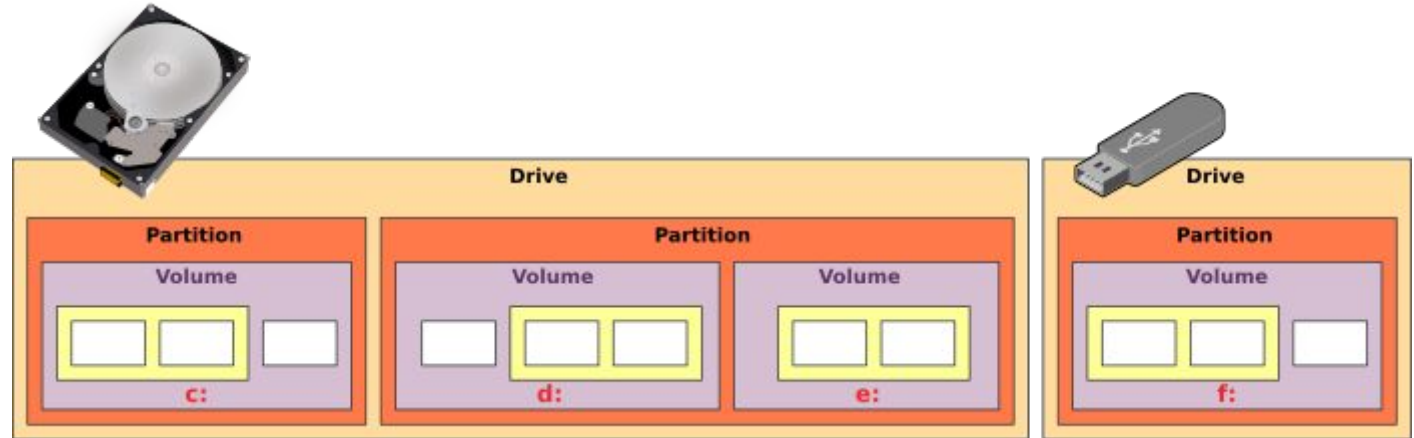 Drive
Drive
Partition
Partition
Partition
Volume
Volume
Volume
Volume
c:
d:
e:
f: